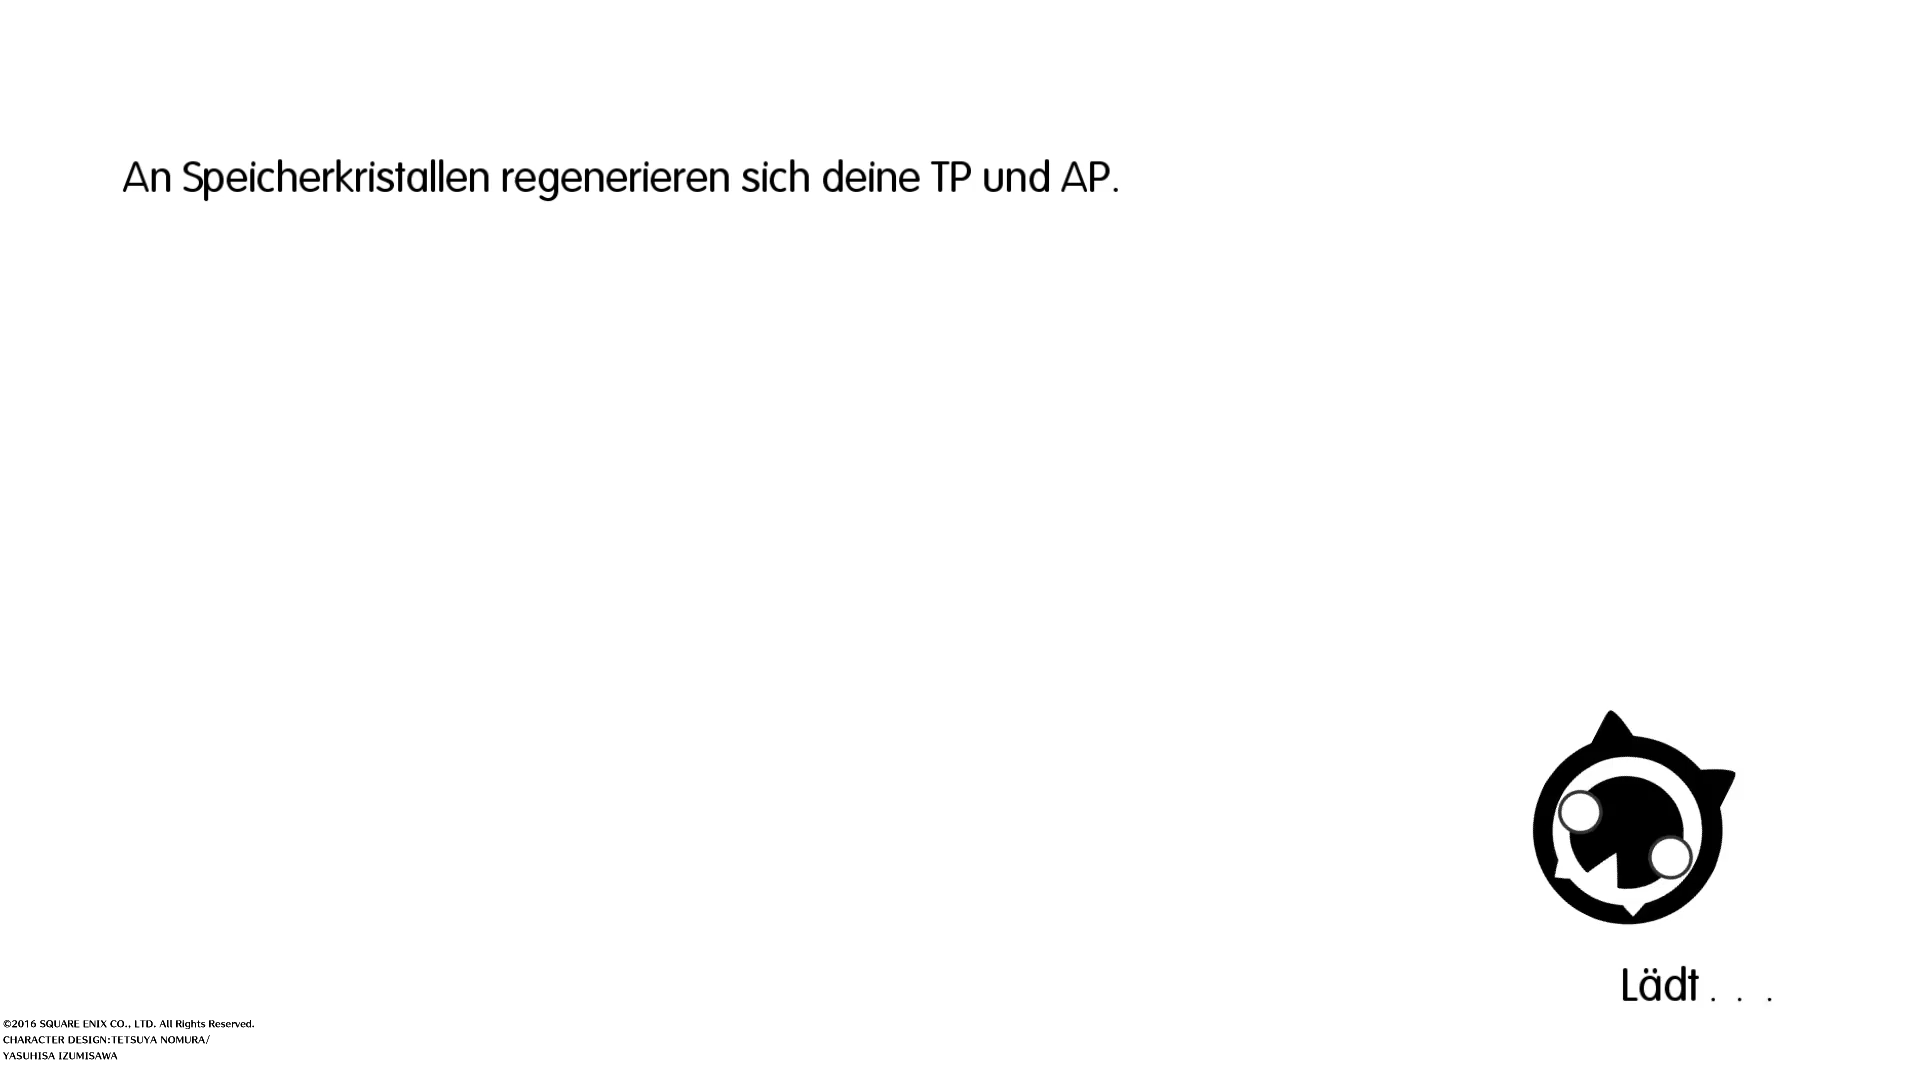 An Speicherkristallen regenerieren sich deine TP und AP.
Lädt . . .
©2016 SQUARE ENIX CO., LTD. All Rights Reserved.
CHARACTER DESIGN:TETSUYA NOMURA/
YASUHISA IZUMISAWA